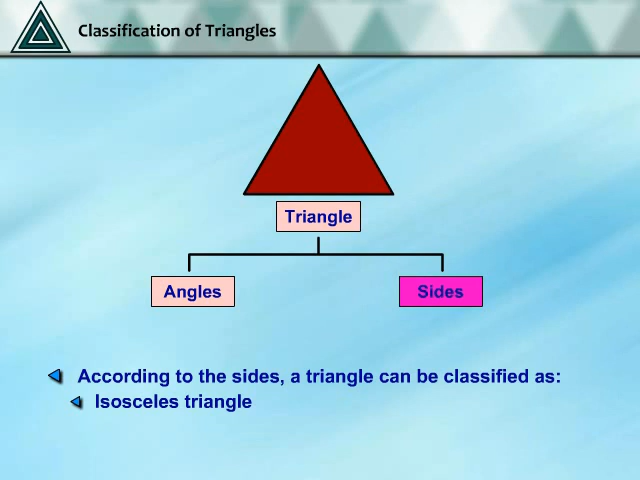 Classification of Triangles
Triangle
Angles
Sides
According to the sides, a triangle can be classified as:
Isosceles triangle